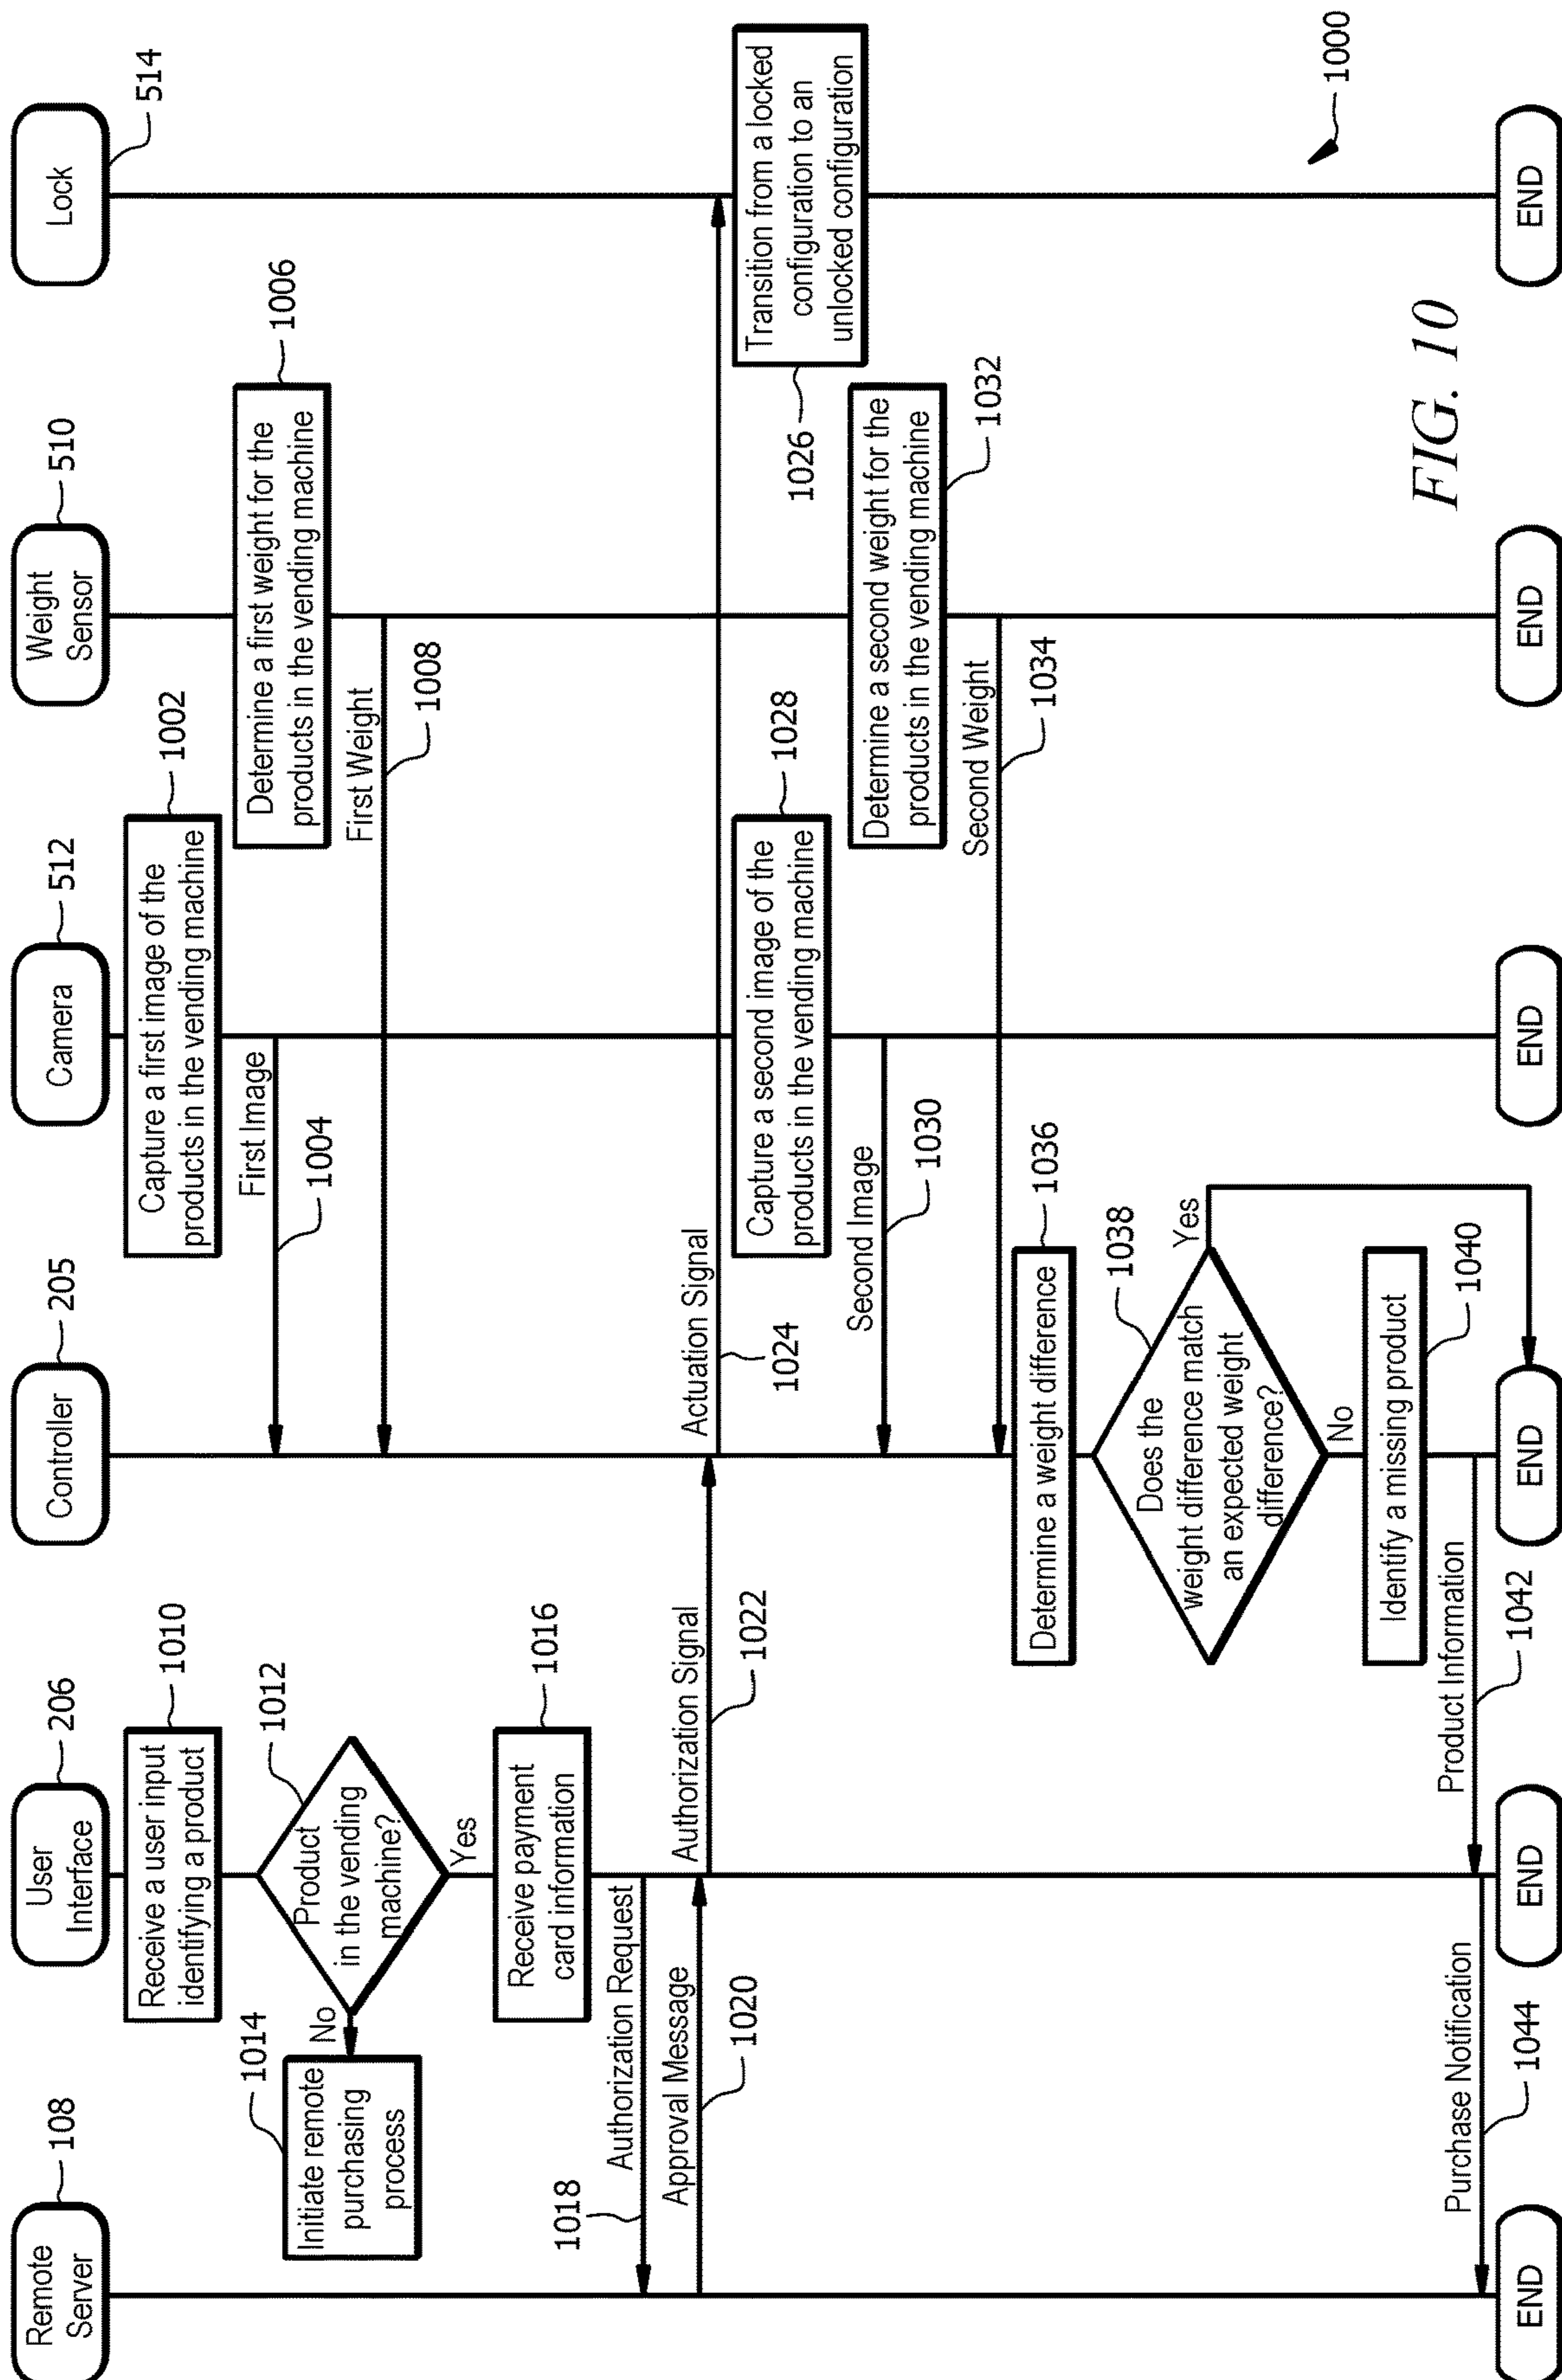 Remote
Server
108
User
Interface
206
Controller
205
Camera
512
Weight
Sensor
510
Lock
514
Receive a user input
identifying a product
1010
Capture a first image of the
products in the vending machine
1002
Determine a first weight for the
products in the vending machine
1006
First Image
1004
First Weight
1008
1012
Product
in the vending
machine?
No
Yes
1014
Initiate remote
purchasing
process
Receive payment
card information
1016
1018
Authorization Request
Approval Message
1020
Authorization Signal
1022
Actuation Signal
1024
Transition from a locked
configuration to an
unlocked configuration
1026
Capture a second image of the
products in the vending machine
1028
Second Image
1030
Determine a second weight for the
products in the vending machine
1032
Second Weight
1034
Determine a weight difference
1036
Does the
weight difference match
an expected weight
difference?
1038
Yes
No
Identify a missing product
1040
Product Information
1042
Purchase Notification
1044
1000
FIG. 10
END
END
END
END
END
END